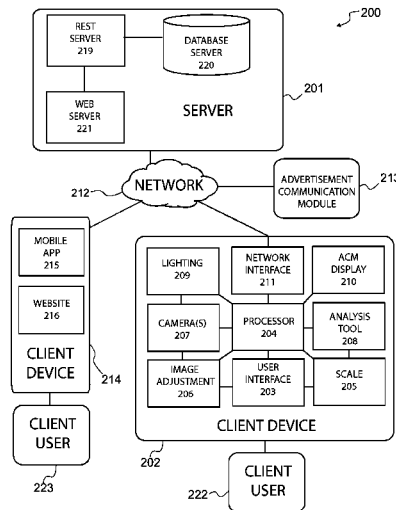 200
REST
SERVER
219
DATABASE
SERVER
220
WEB
SERVER
221
SERVER
201
212
NETWORK
ADVERTISEMENT
COMMUNICATION
MODULE
213
MOBILE
APP
215
WEBSITE
216
CLIENT
DEVICE
214
CLIENT
USER
223
LIGHTING
209
NETWORK
INTERFACE
211
ACM
DISPLAY
210
CAMERA(S)
207
PROCESSOR
204
ANALYSIS
TOOL
208
IMAGE
ADJUSTMENT
206
USER
INTERFACE
203
SCALE
205
CLIENT DEVICE
202
CLIENT
USER
222